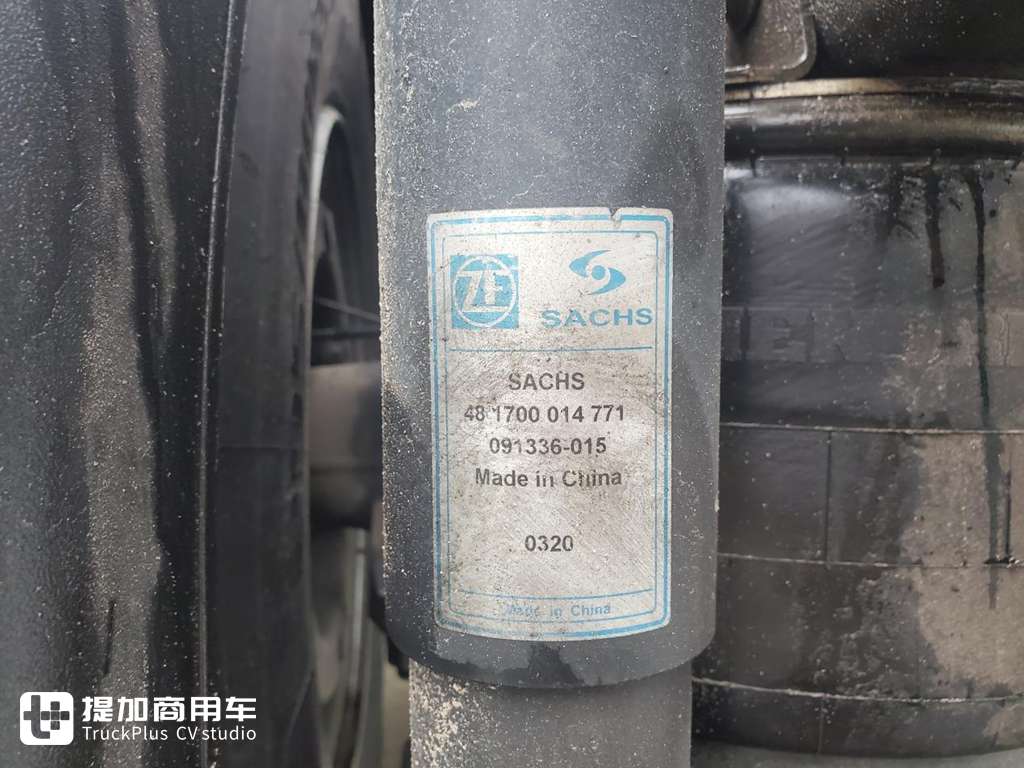 ZF
SACHS
SACHS
48 1700 014 771
091336-015
Made in China
0320
Made in China
提加商用车
TruckPlus CV studio